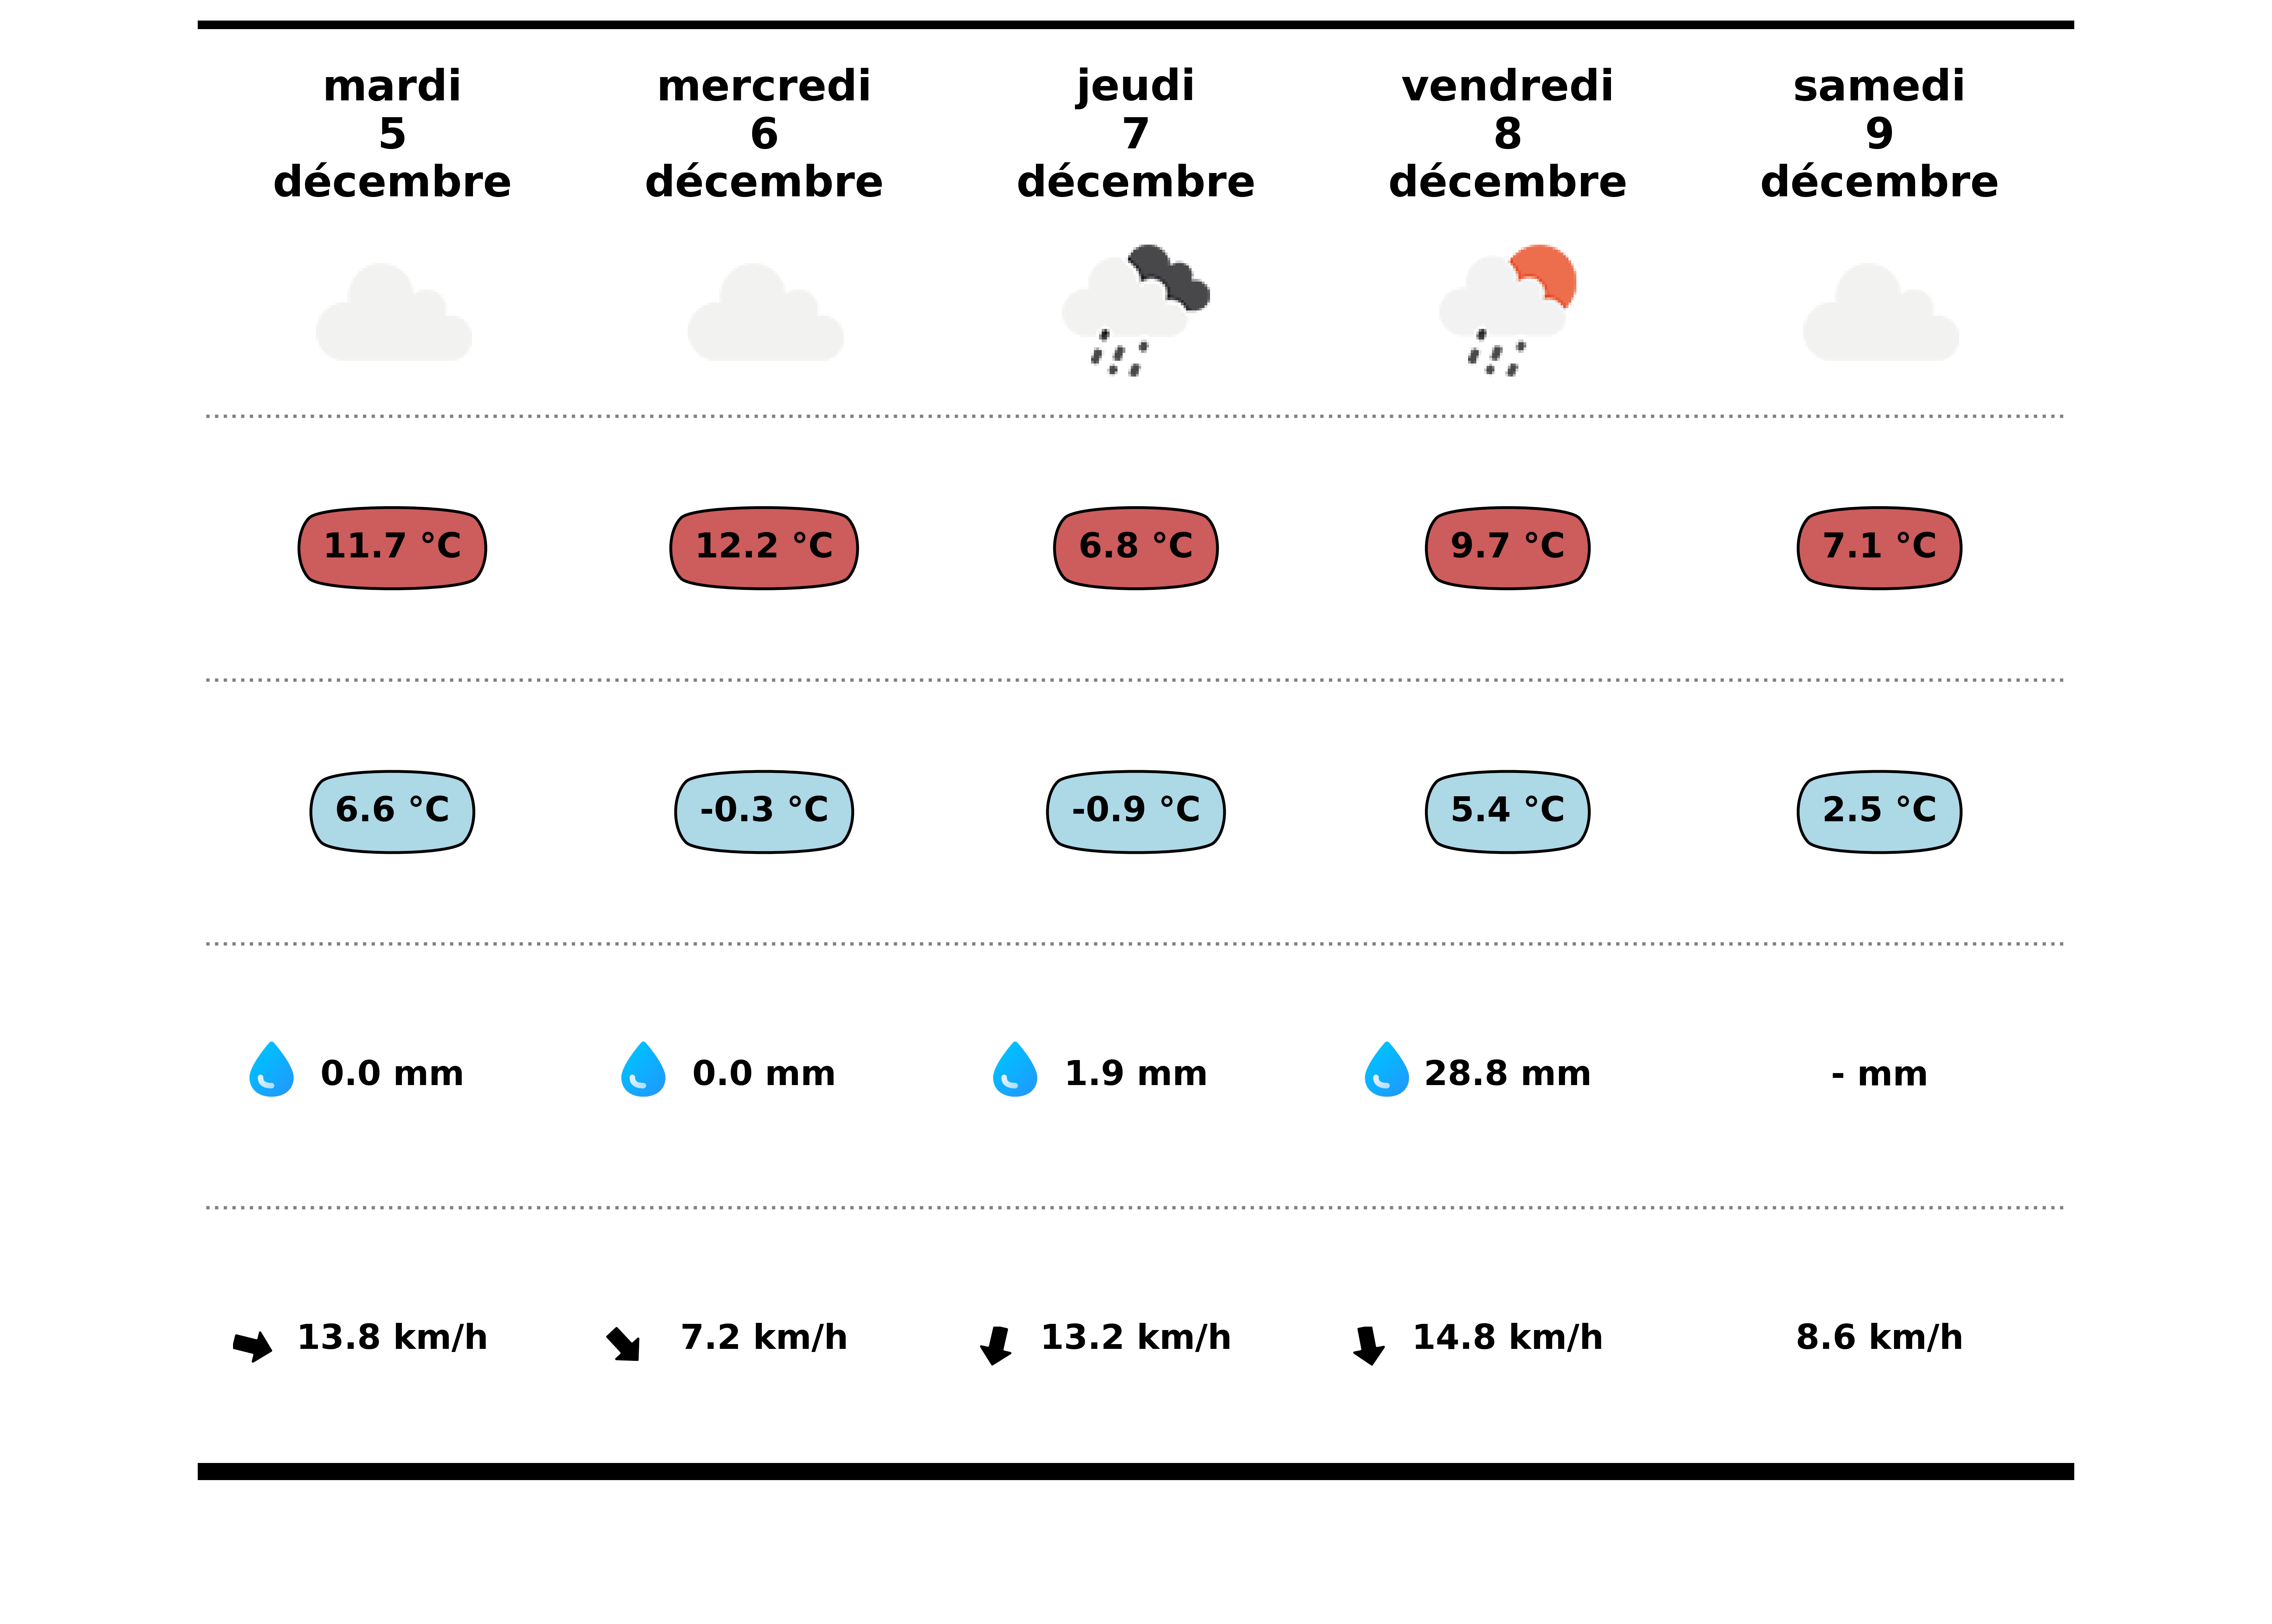 mardi
5
décembre
mercredi
6
décembre
jeudi
7
décembre
vendredi
8
décembre
samedi
9
décembre
11.7 °C
12.2 °C
6.8 °C
9.7 °C
7.1 °C
6.6 °C
-0.3 °C
-0.9 °C
5.4 °C
2.5 °C
0.0 mm
0.0 mm
1.9 mm
28.8 mm
- mm
13.8 km/h
7.2 km/h
13.2 km/h
14.8 km/h
8.6 km/h